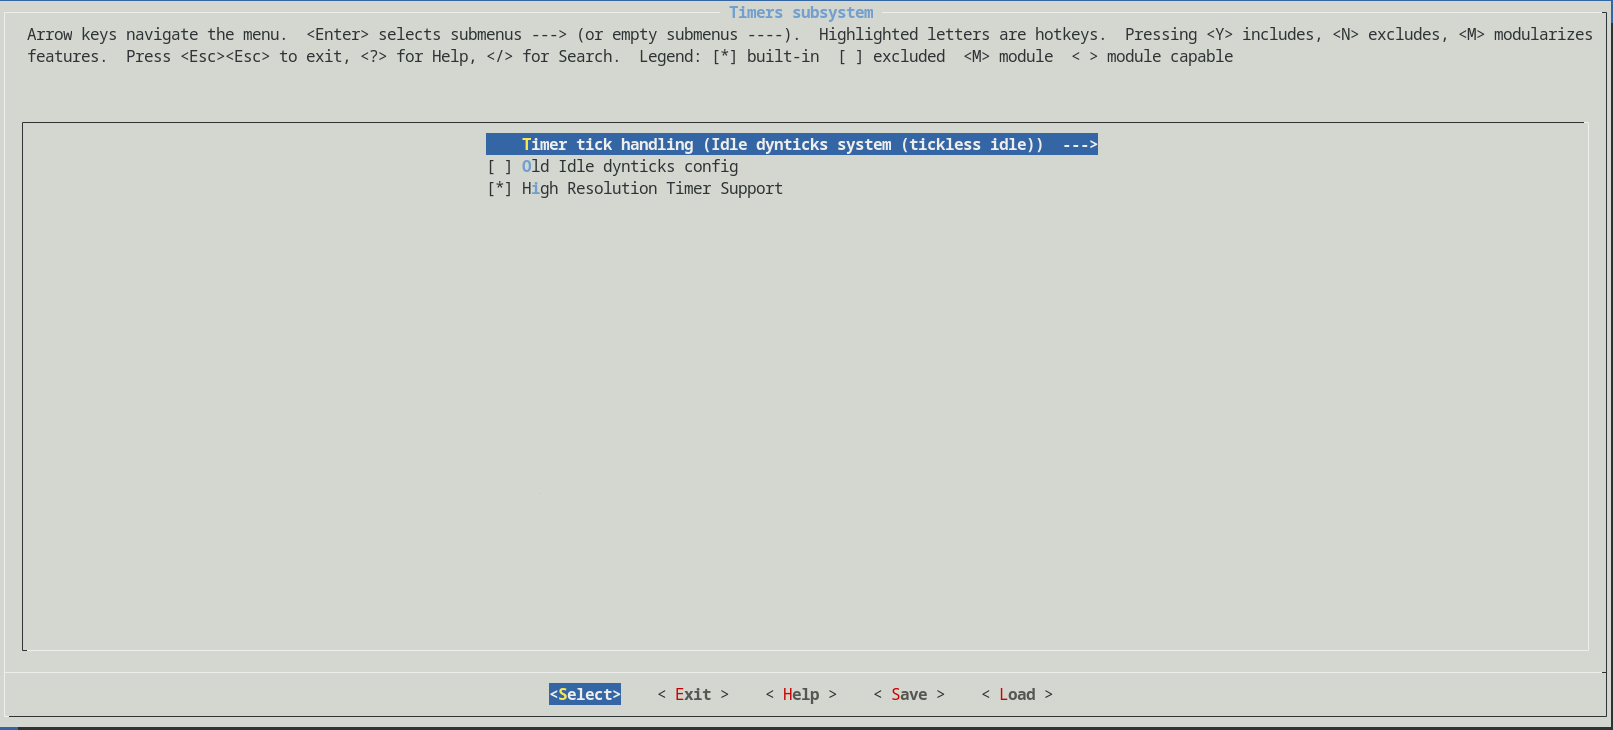 Timers subsystem
Arrow keys navigate the menu.  <Enter> selects submenus ---> (or empty submenus ----).  Highlighted letters are hotkeys.  Pressing <Y> includes, <N> excludes, <M> modularizes
features.  Press <Esc><Esc> to exit, <?> for Help, </> for Search.  Legend: [*] built-in  [ ] excluded  <M> module  < > module capable
Timer tick handling (Idle dynticks system (tickless idle))  --->
[ ] Old Idle dynticks config
[*] High Resolution Timer Support
<Select>    < Exit >    < Help >    < Save >    < Load >